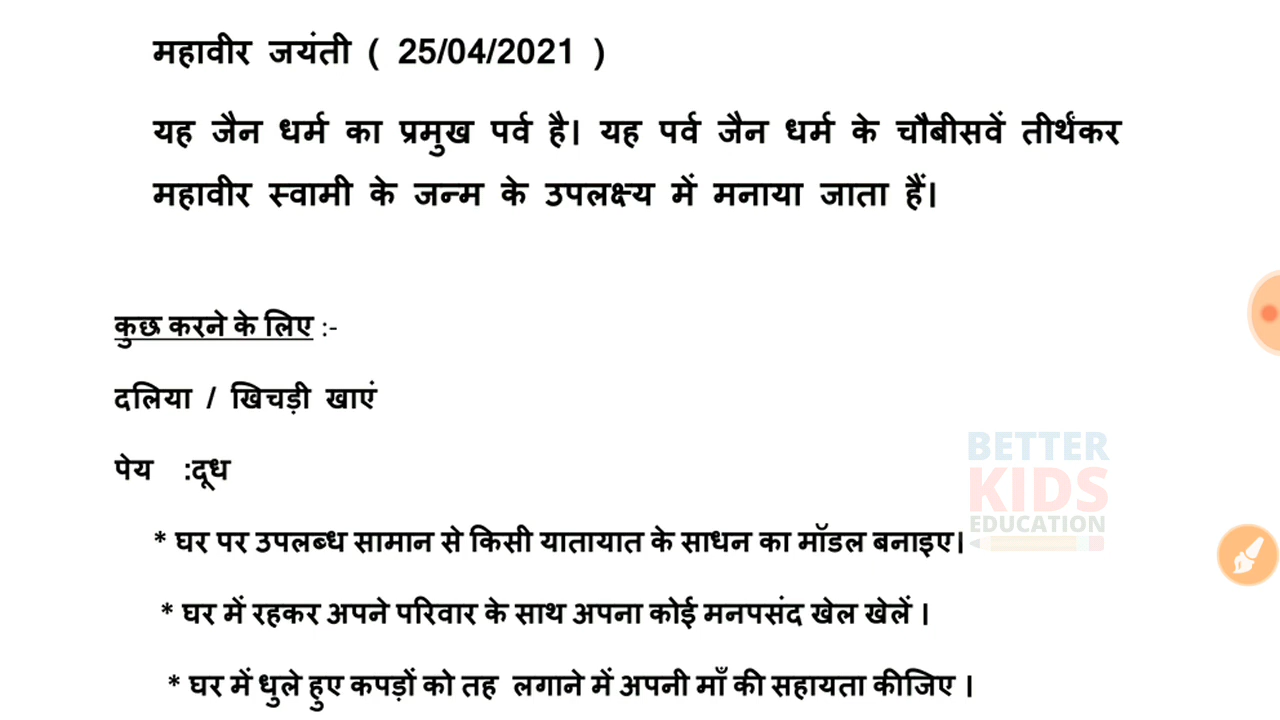 महावीर जयंती ( 25/04/2021 )
यह जैन धर्म का प्रमुख पर्व है। यह पर्व जैन धर्म के चौबीसवें तीर्थंकर
महावीर स्वामी के जन्म के उपलक्ष्य में मनाया जाता हैं।
कुछ करने के लिए :-
दलिया / खिचड़ी खाएं
पेय :दूध
* घर पर उपलब्ध सामान से किसी यातायात के साधन का मॉडल बनाइए।
* घर में रहकर अपने परिवार के साथ अपना कोई मनपसंद खेल खेलें ।
* घर में धुले हुए कपड़ों को तह लगाने में अपनी माँ की सहायता कीजिए ।
BETTER
KIDS
EDUCATION